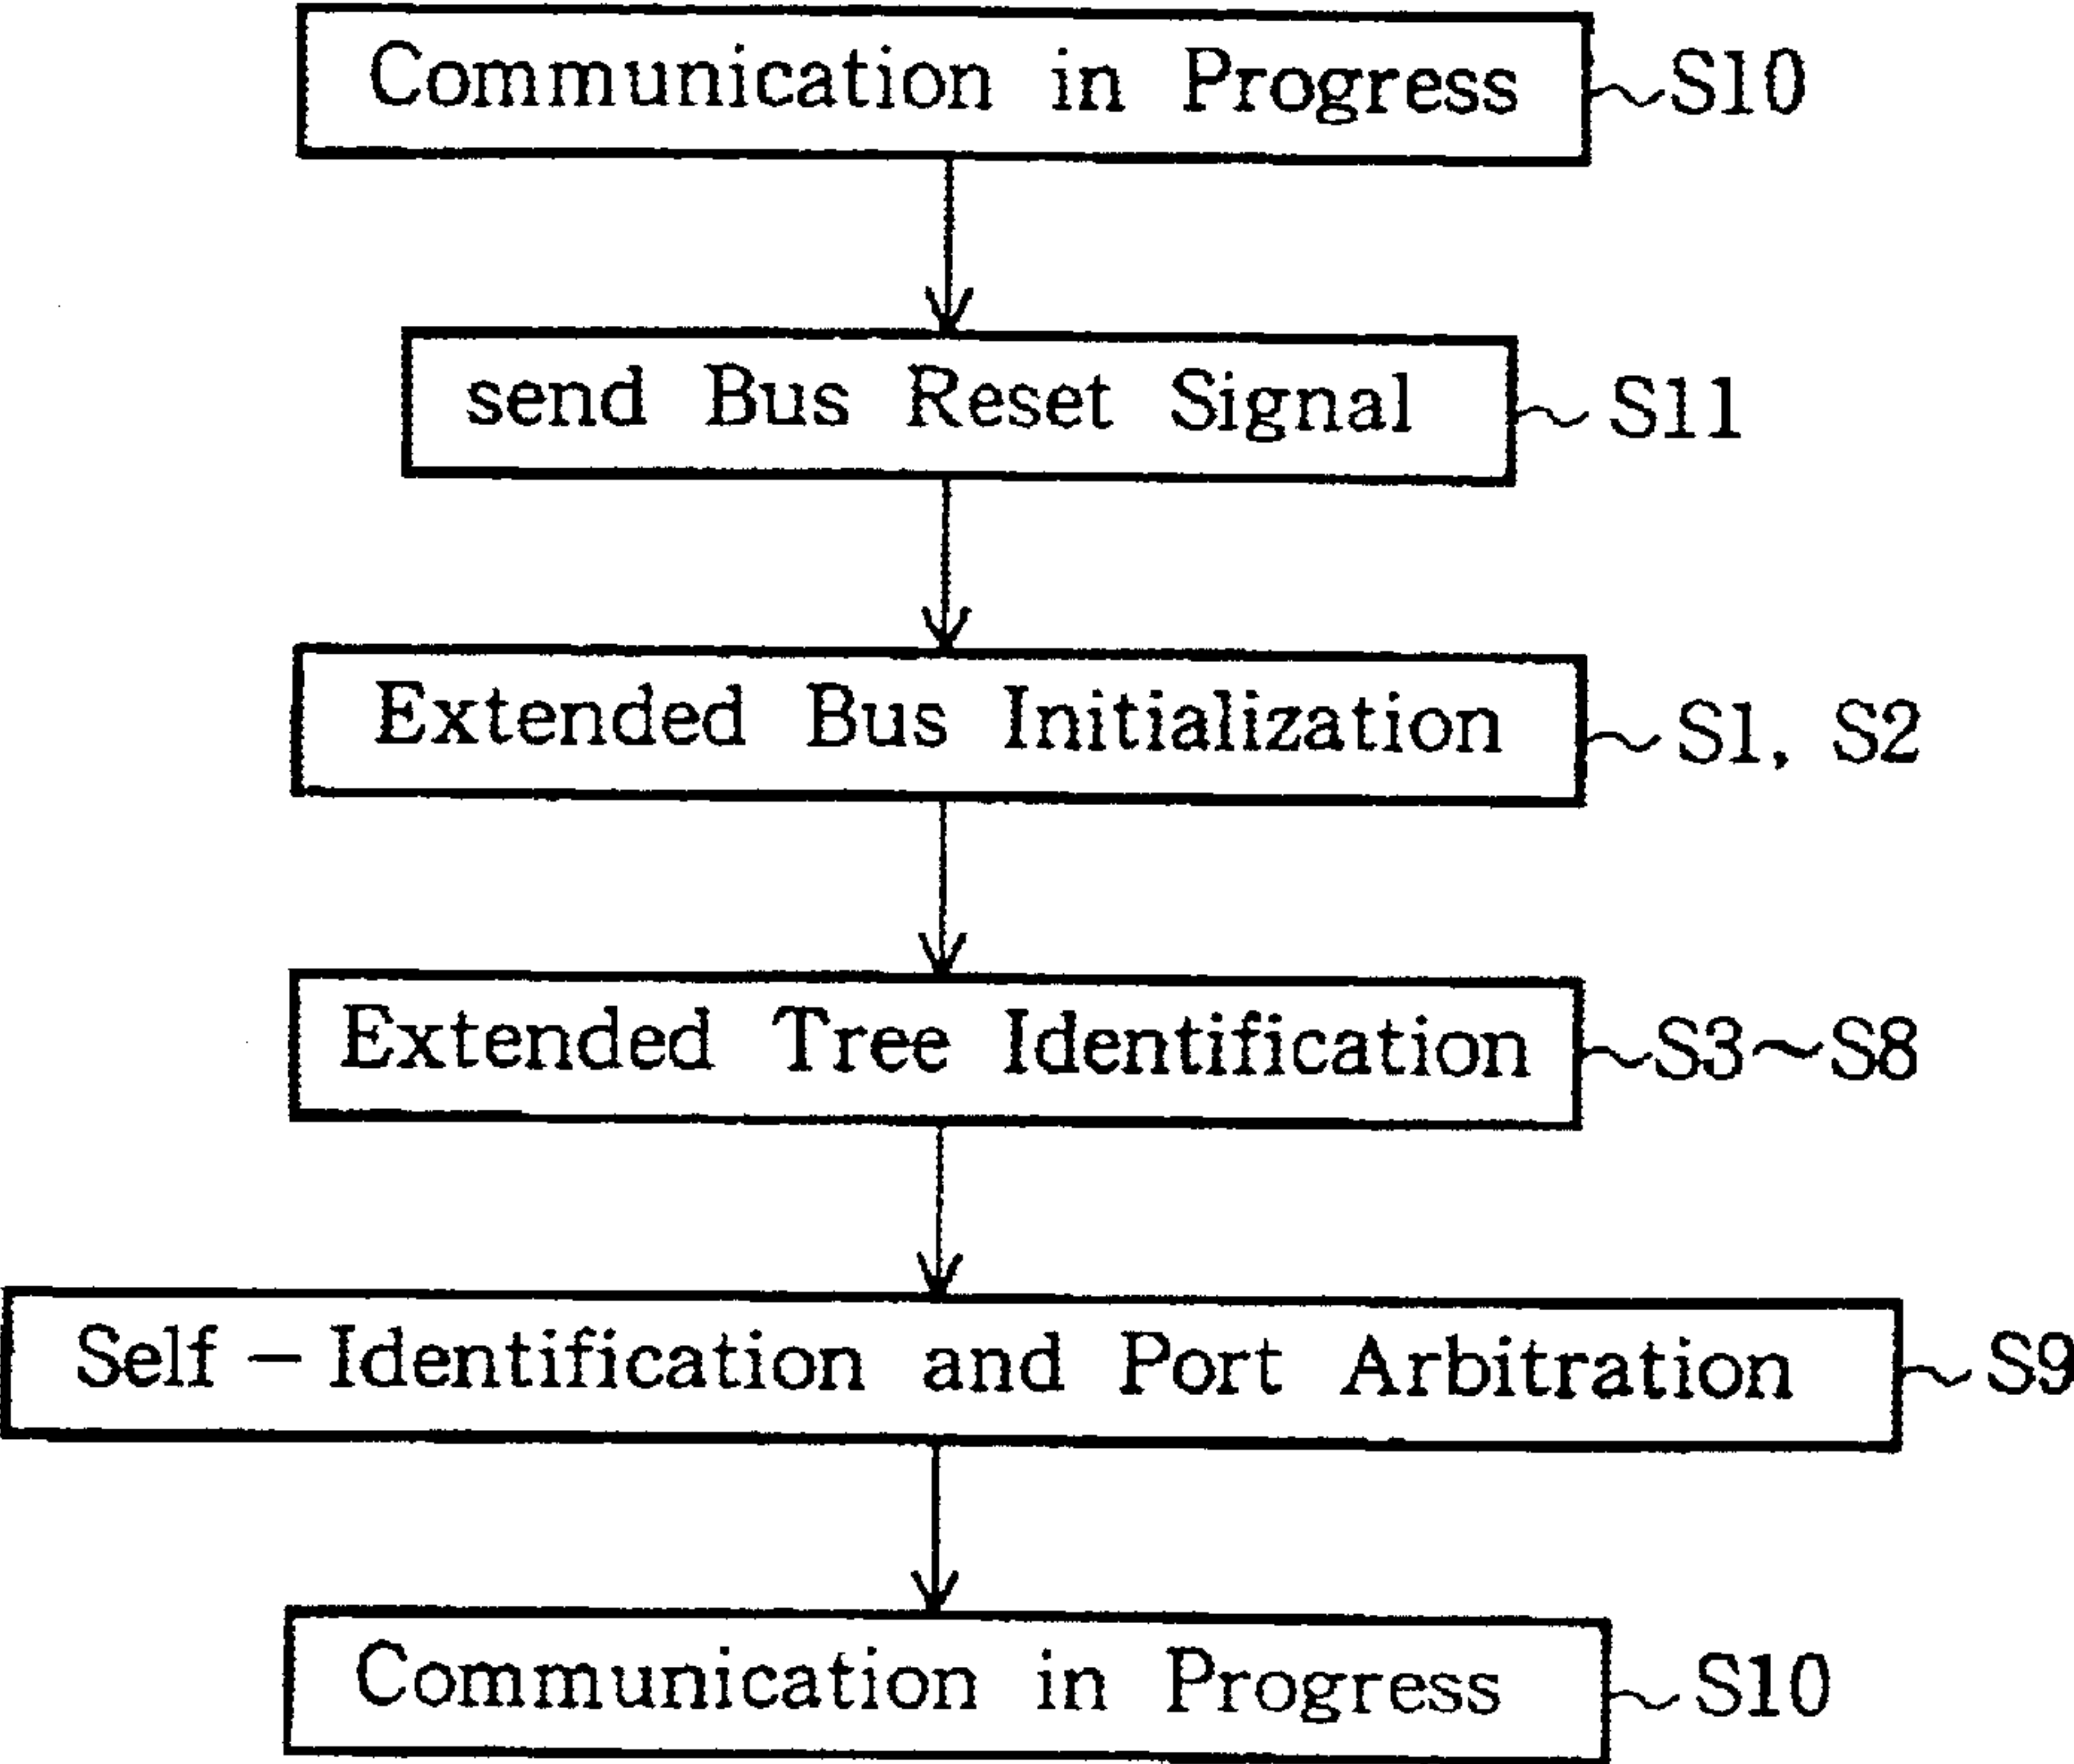 Communication in Progress S10
send Bus Reset Signal S11
Extended Bus Initialization S1, S2
Extended Tree Identification S3~S8
Self-Identification and Port Arbitration S9
Communication in Progress S10